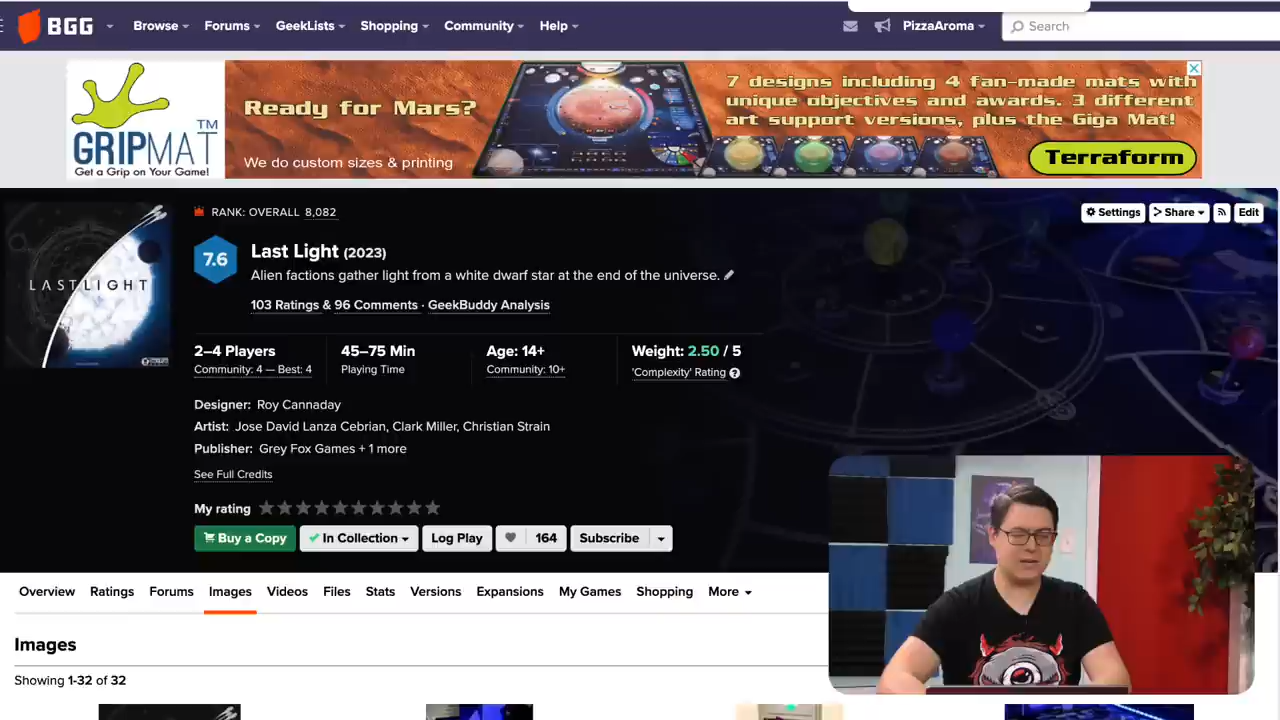 BGG
Browse
Forums
GeekLists
Shopping
Community
Help
PizzaAroma
Search
GRIPMAT™
Get a Grip on Your Game!
Ready for Mars?
We do custom sizes & printing
7 designs including 4 fan-made mats with
unique objectives and awards. 3 different
art support versions, plus the Giga Mat!
Terraform
RANK: OVERALL 8,082
Settings
Share
Edit
LAST LIGHT
7.6
Last Light (2023)
Alien factions gather light from a white dwarf star at the end of the universe.
103 Ratings & 96 Comments · GeekBuddy Analysis
2–4 Players
Community: 4 — Best: 4
45–75 Min
Playing Time
Age: 14+
Community: 10+
Weight: 2.50 / 5
'Complexity' Rating
Designer: Roy Cannaday
Artist: Jose David Lanza Cebrian, Clark Miller, Christian Strain
Publisher: Grey Fox Games + 1 more
See Full Credits
My rating
Buy a Copy
In Collection
Log Play
164
Subscribe
Overview
Ratings
Forums
Images
Videos
Files
Stats
Versions
Expansions
My Games
Shopping
More
Images
Showing 1-32 of 32